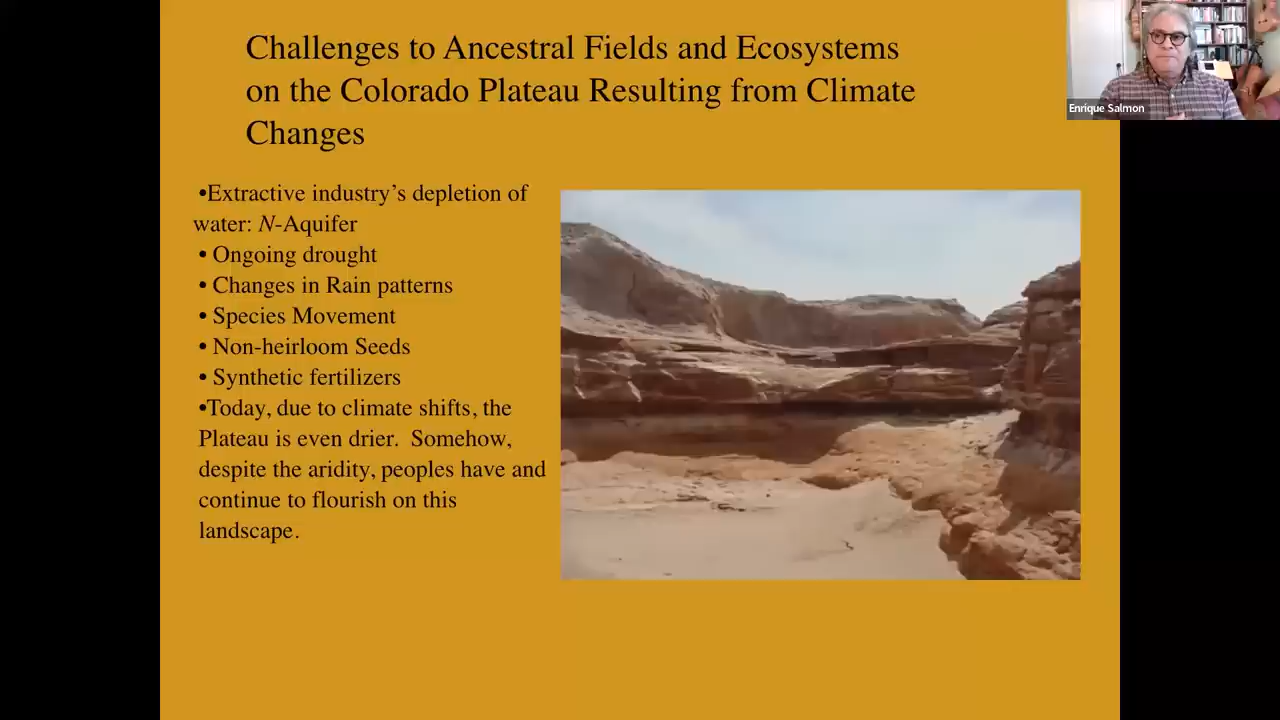 Challenges to Ancestral Fields and Ecosystems
on the Colorado Plateau Resulting from Climate
Changes
Enrique Salmon
•Extractive industry’s depletion of
water: N-Aquifer
• Ongoing drought
• Changes in Rain patterns
• Species Movement
• Non-heirloom Seeds
• Synthetic fertilizers
•Today, due to climate shifts, the
Plateau is even drier.  Somehow,
despite the aridity, peoples have and
continue to flourish on this
landscape.